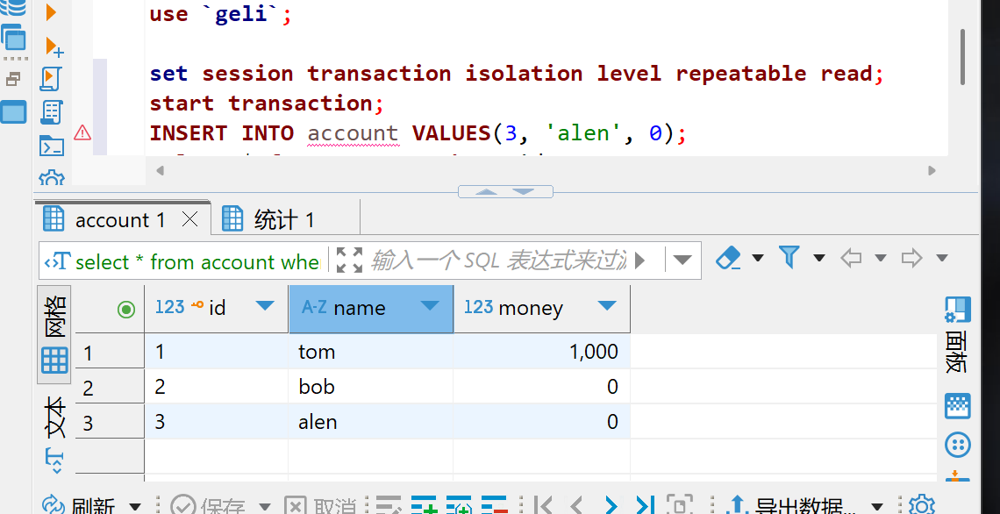 use `geli`;
set session transaction isolation level repeatable read;
start transaction;
INSERT INTO account VALUES(3, 'alen', 0);
account 1
统计 1
select * from account whe
输入一个 SQL 表达式来过滤
网格
文本
面板
123 id
A-Z name
123 money
1 1 tom 1,000
2 2 bob 0
3 3 alen 0
刷新
保存
取消
导出数据...